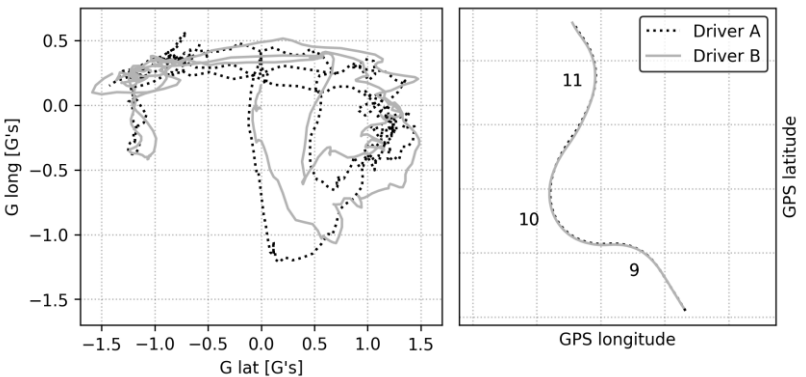 0.5
0.0
−0.5
−1.0
−1.5
G long [G's]
−1.5 −1.0 −0.5 0.0 0.5 1.0 1.5
G lat [G's]
Driver A
Driver B
11
10
9
GPS longitude
GPS latitude